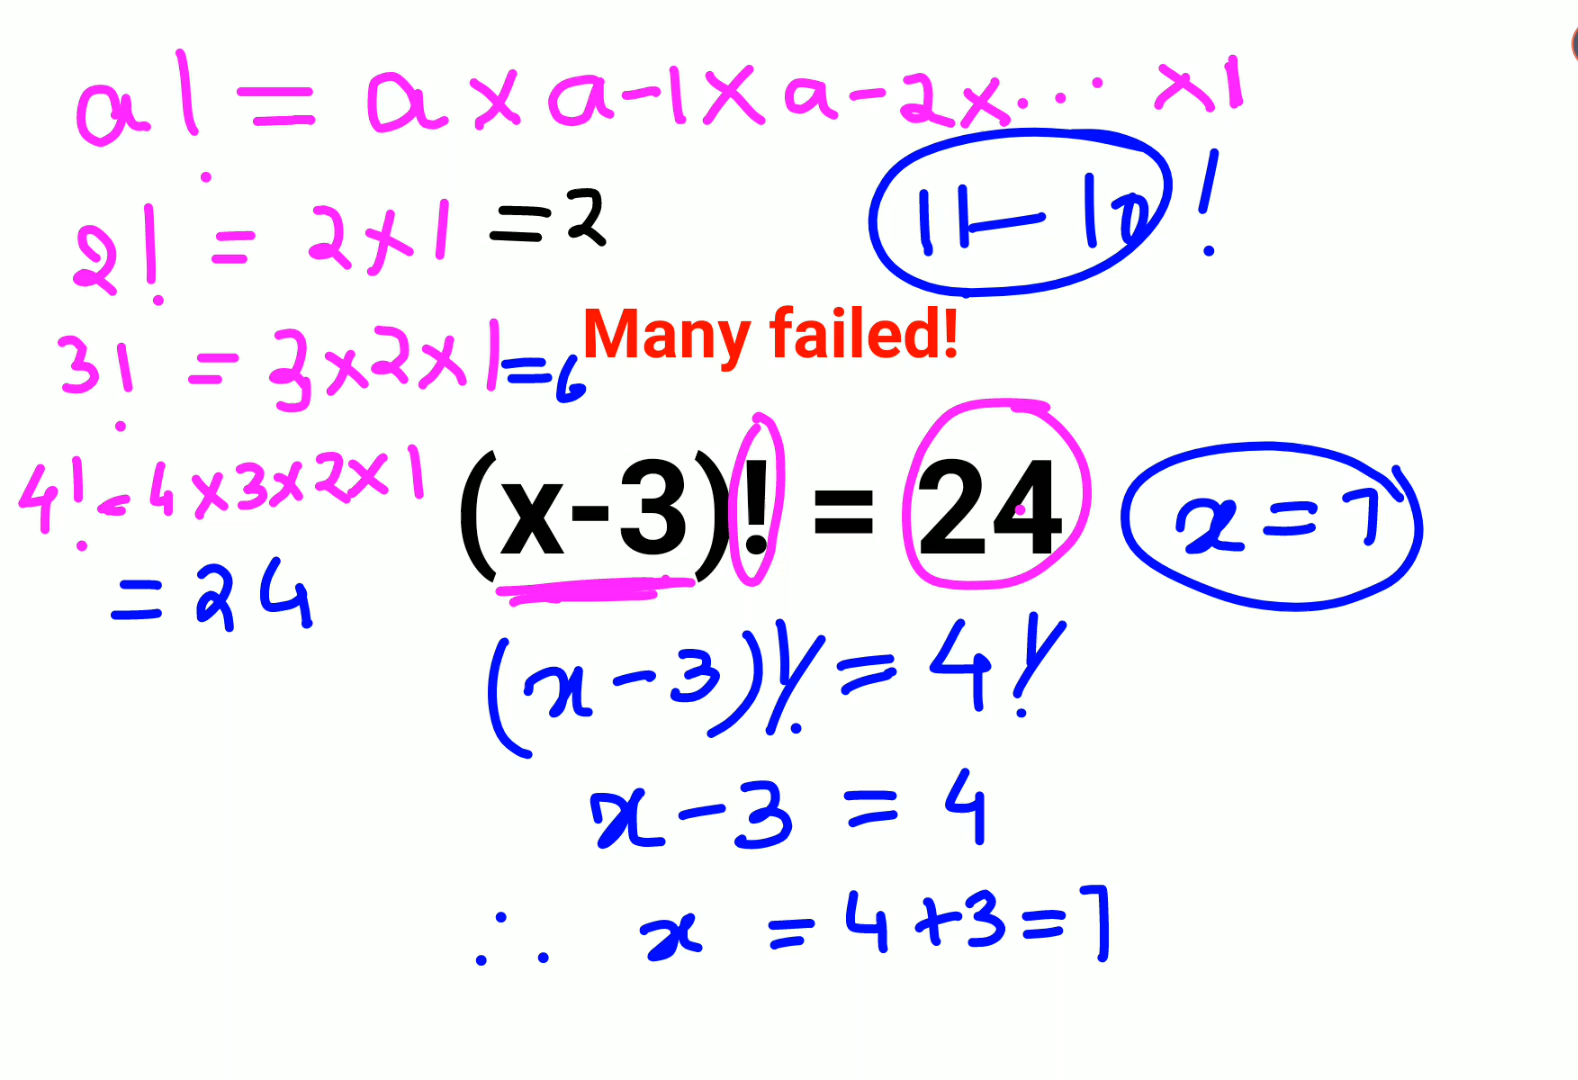 a! = a x a-1 x a-2 x ... x1
2! = 2x1 =2
11-10!
3! = 3x2x1=6
Many failed!
4! = 4x3x2x1
= 24
(x-3)! = 24
x = 7
(x-3)! = 4!
x-3 = 4
∴ x = 4+3=7